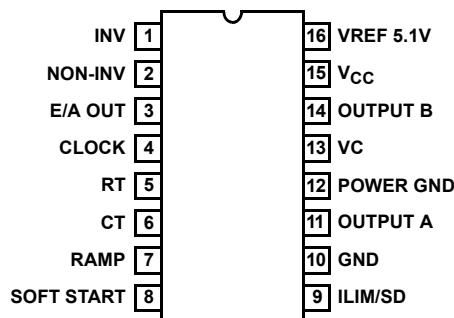 INV 1 16 VREF 5.1V
NON-INV 2 15 VCC
E/A OUT 3 14 OUTPUT B
CLOCK 4 13 VC
RT 5 12 POWER GND
CT 6 11 OUTPUT A
RAMP 7 10 GND
SOFT START 8 9 ILIM/SD